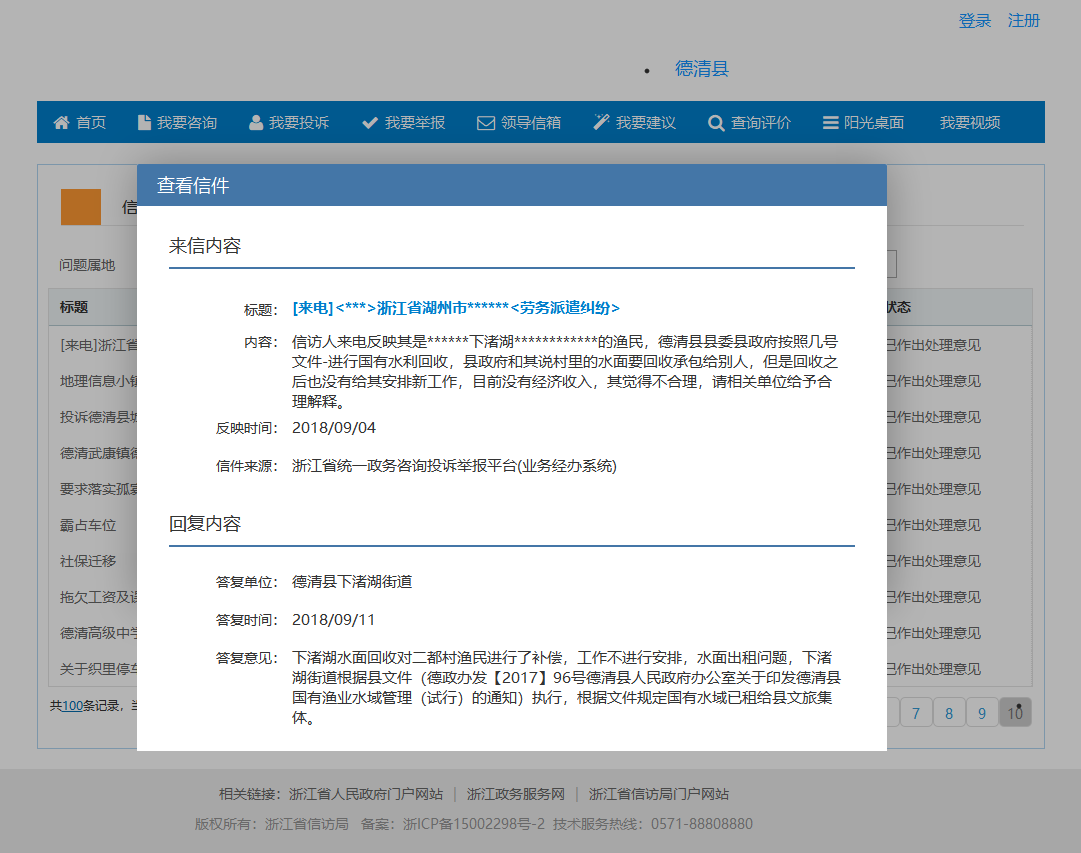 登录 注册
德清县
首页 我要咨询 我要投诉 我要举报 领导信箱 我要建议 查询评价 阳光桌面 我要视频
查看信件
信
来信内容
问题属地
标题 状态
标题： [来电]<***>浙江省湖州市******<劳务派遣纠纷>
[来电]浙江省 已作出处理意见
内容： 信访人来电反映其是******下渚湖************的渔民，德清县县委县政府按照几号
文件-进行国有水利回收，县政府和其说村里的水面要回收承包给别人，但是回收之
后也没有给其安排新工作，目前没有经济收入，其觉得不合理，请相关单位给予合
理解释。
地理信息小镇 已作出处理意见
投诉德清县城 已作出处理意见
反映时间： 2018/09/04
德清武康镇德 已作出处理意见
信件来源： 浙江省统一政务咨询投诉举报平台(业务经办系统)
要求落实孤寡 已作出处理意见
回复内容
霸占车位 已作出处理意见
社保迁移 已作出处理意见
答复单位： 德清县下渚湖街道
拖欠工资及误 已作出处理意见
答复时间： 2018/09/11
德清高级中学 已作出处理意见
答复意见： 下渚湖水面回收对二都村渔民进行了补偿，工作不进行安排，水面出租问题，下渚
湖街道根据县文件（德政办发【2017】96号德清县人民政府办公室关于印发德清县
国有渔业水域管理（试行）的通知）执行，根据文件规定国有水域已租给县文旅集
体。
关于织里停车 已作出处理意见
共100条记录，当 7 8 9 10
相关链接：浙江省人民政府门户网站 | 浙江政务服务网 | 浙江省信访局门户网站
版权所有：浙江省信访局 备案：浙ICP备15002298号-2 技术服务热线：0571-88808880